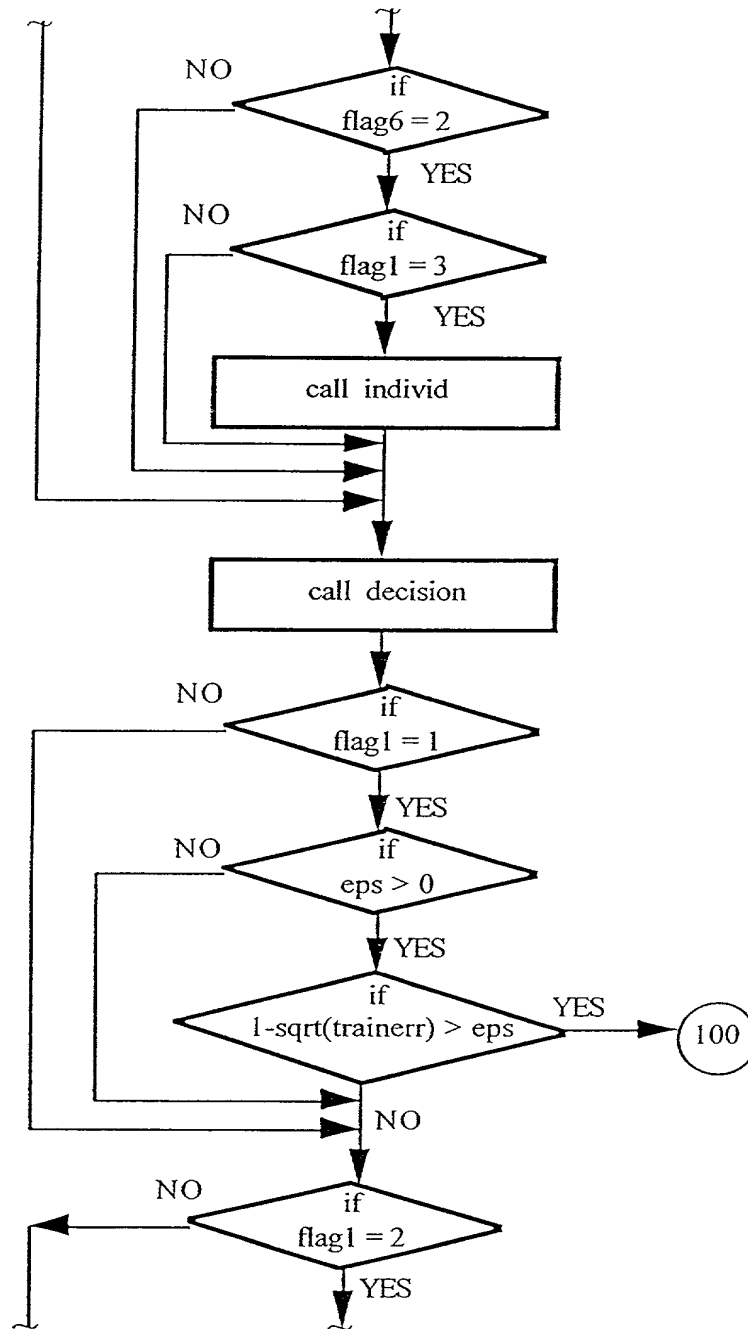 NO
if
flag6 = 2
YES
NO
if
flag1 = 3
YES
call individ
call decision
NO
if
flag1 = 1
YES
NO
if
eps > 0
YES
if
1-sqrt(trainerr) > eps
YES
100
NO
NO
if
flag1 = 2
YES